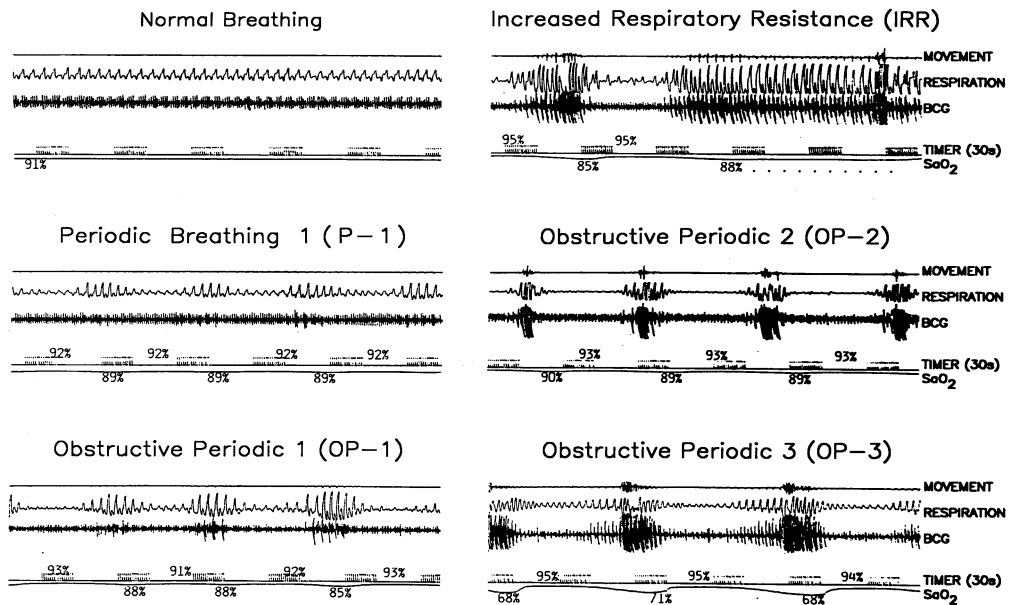 Normal Breathing
91%
Increased Respiratory Resistance (IRR)
MOVEMENT
RESPIRATION
BCG
95% 95%
TIMER (30s)
SaO2
85% 88%
Periodic Breathing 1 (P-1)
92% 92% 92% 92%
89% 89% 89%
Obstructive Periodic 2 (OP-2)
MOVEMENT
RESPIRATION
BCG
93% 93% 93%
TIMER (30s)
SaO2
90% 89% 89%
Obstructive Periodic 1 (OP-1)
93% 91% 92% 93%
88% 88% 85%
Obstructive Periodic 3 (OP-3)
MOVEMENT
RESPIRATION
BCG
95% 95% 94%
TIMER (30s)
SaO2
68% 71% 68%